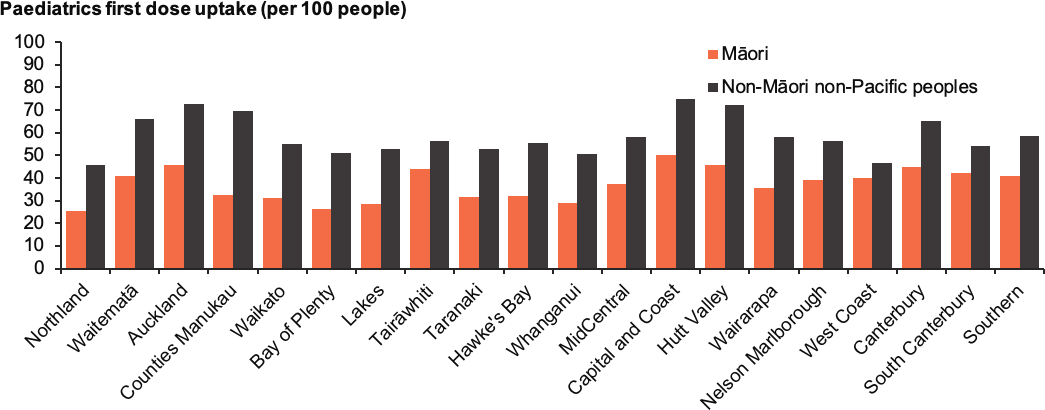 Paediatrics first dose uptake (per 100 people)
100
90
80
70
60
50
40
30
20
10
0
Māori
Non-Māori non-Pacific peoples
Northland
Waitematā
Auckland
Counties Manukau
Waikato
Bay of Plenty
Lakes
Tairāwhiti
Taranaki
Hawke's Bay
Whanganui
MidCentral
Capital and Coast
Hutt Valley
Wairarapa
Nelson Marlborough
West Coast
Canterbury
South Canterbury
Southern